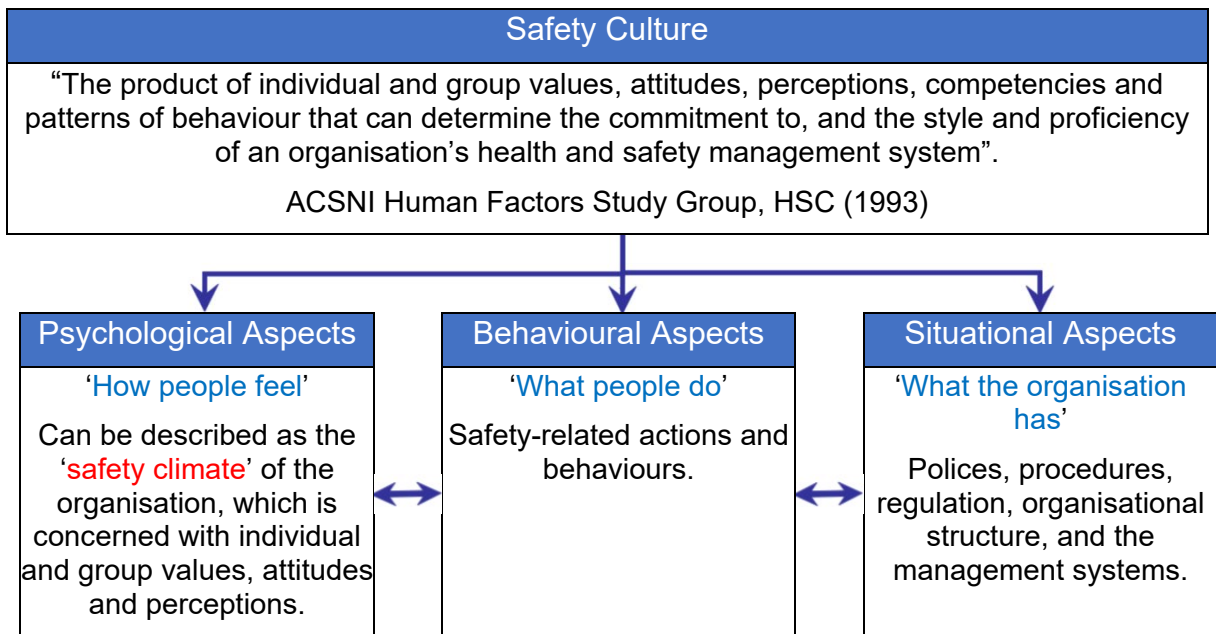 Safety Culture
“The product of individual and group values, attitudes, perceptions, competencies and
patterns of behaviour that can determine the commitment to, and the style and proficiency
of an organisation’s health and safety management system”.
ACSNI Human Factors Study Group, HSC (1993)
Psychological Aspects
‘How people feel’
Can be described as the
‘safety climate’ of the
organisation, which is
concerned with individual
and group values, attitudes
and perceptions.
Behavioural Aspects
‘What people do’
Safety-related actions and
behaviours.
Situational Aspects
‘What the organisation
has’
Polices, procedures,
regulation, organisational
structure, and the
management systems.